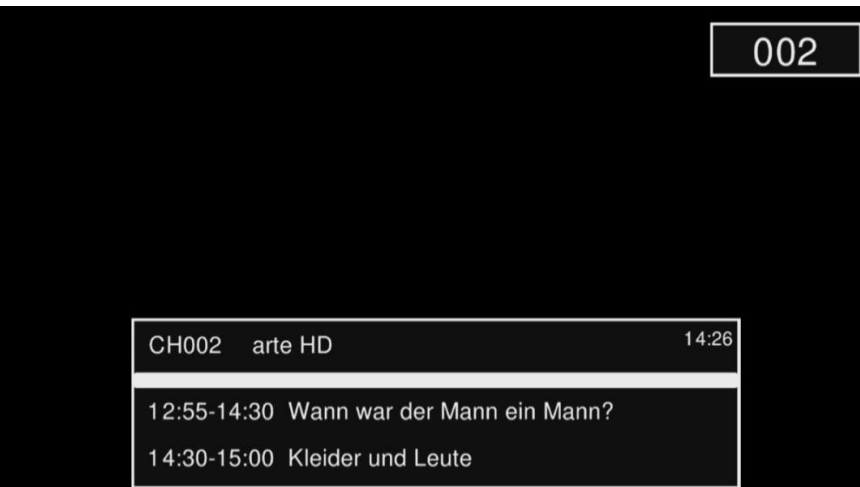 002
CH002 arte HD 14:26
12:55-14:30 Wann war der Mann ein Mann?
14:30-15:00 Kleider und Leute